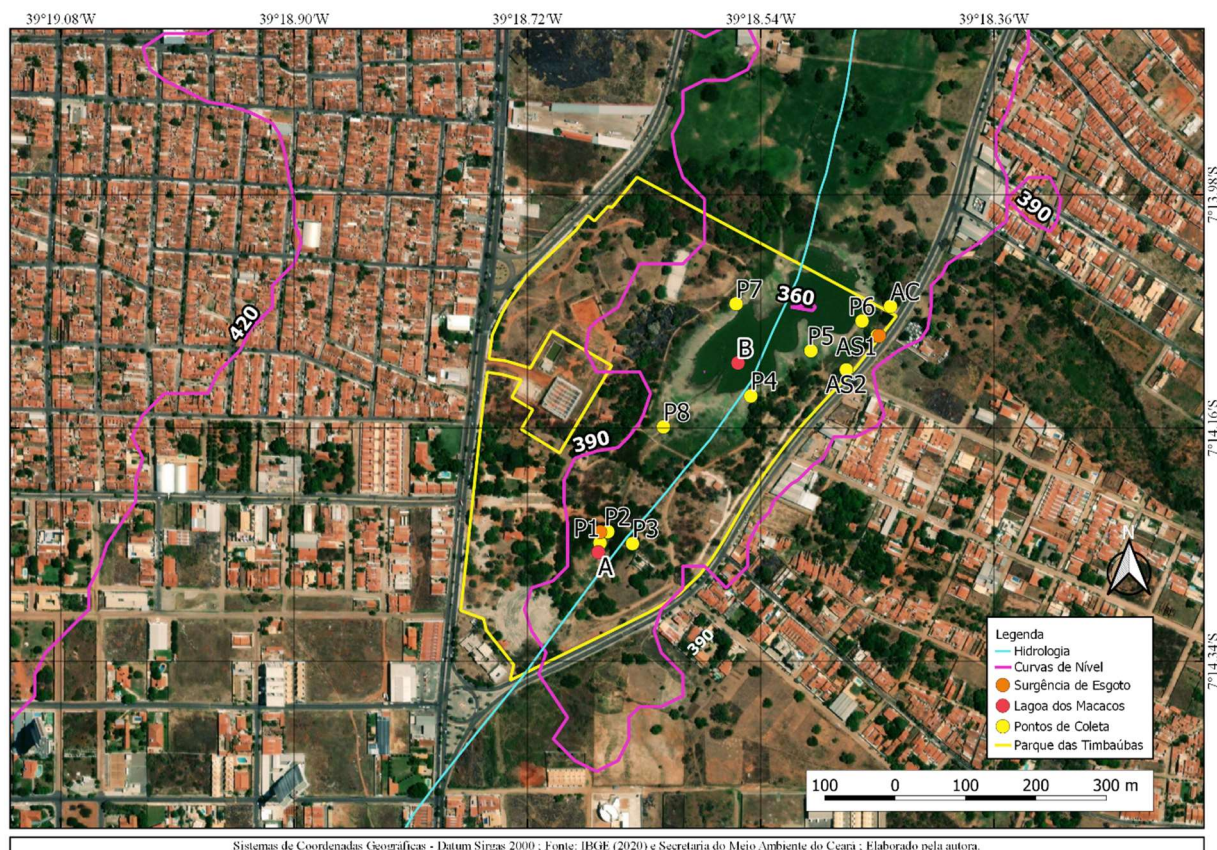 39°19.08'W 39°18.90'W 39°18.72'W 39°18.54'W 39°18.36'W
7°13.98'S
390
420
360
P7
P6
AC
AS1
B
P5
AS2
P4
P8
7°14.16'S
390
P1
P2
P3
A
N
390
7°14.34'S
Legenda
Hidrologia
Curvas de Nível
Surgência de Esgoto
Lagoa dos Macacos
Pontos de Coleta
Parque das Timbaúbas
100 0 100 200 300 m
Sistemas de Coordenadas Geográficas - Datum Sirgas 2000 ; Fonte: IBGE (2020) e Secretaria do Meio Ambiente do Ceará ; Elaborado pela autora.